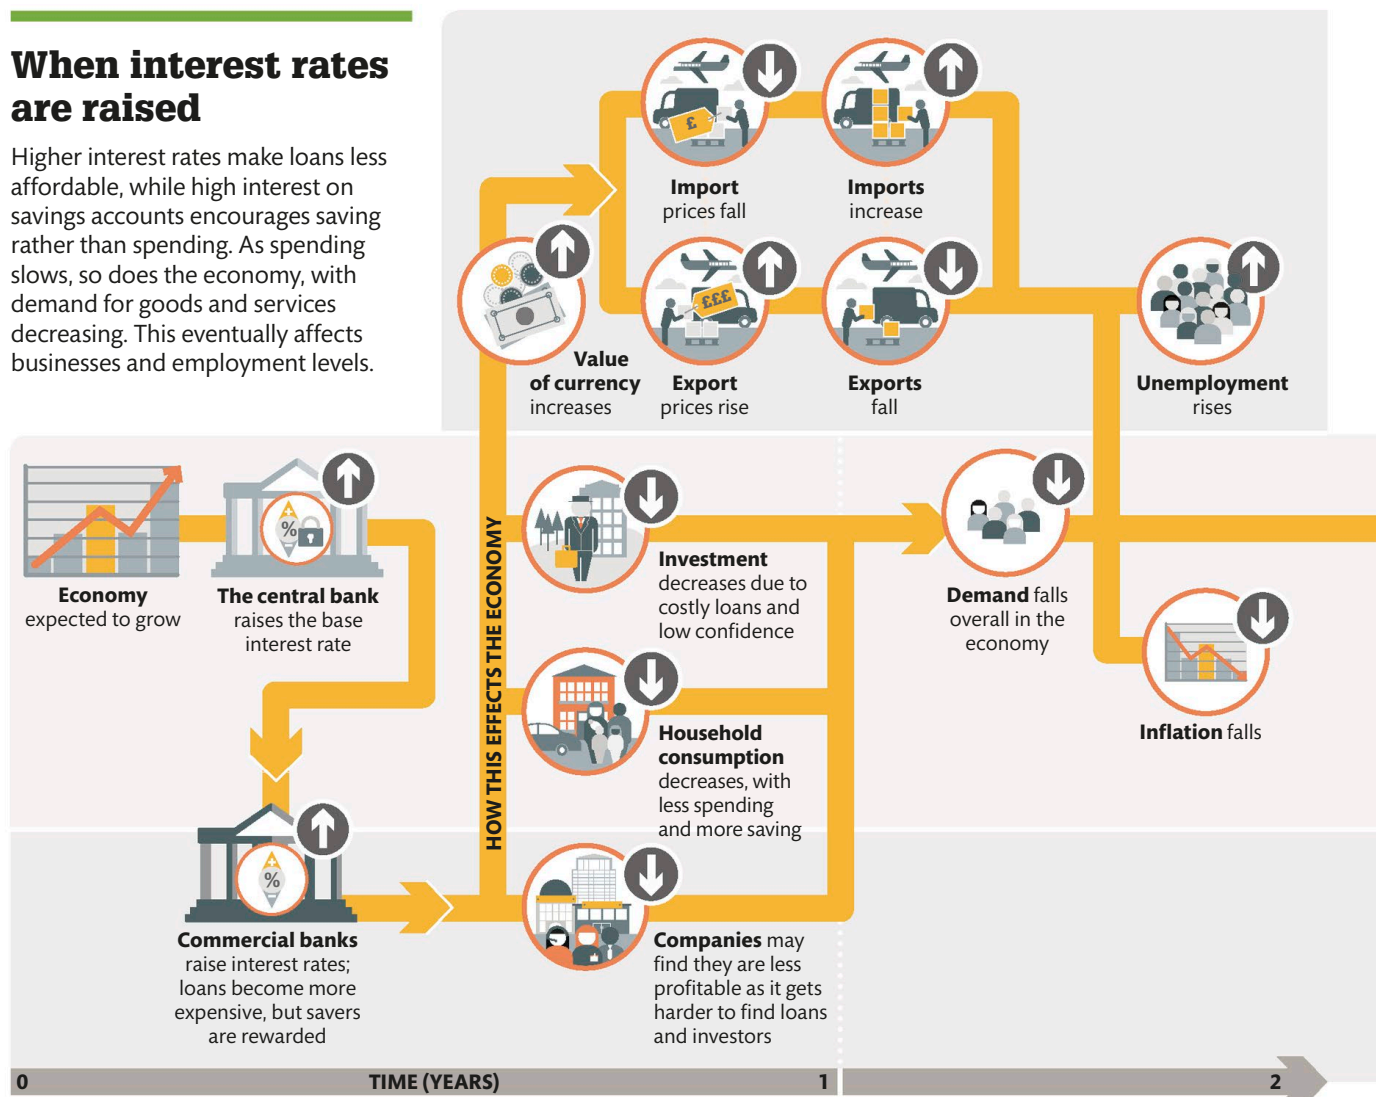 When interest rates
are raised
Higher interest rates make loans less
affordable, while high interest on
savings accounts encourages saving
rather than spending. As spending
slows, so does the economy, with
demand for goods and services
decreasing. This eventually affects
businesses and employment levels.
£
Import
prices fall
Imports
increase
Value
of currency
increases
£££
Export
prices rise
Exports
fall
Unemployment
rises
Economy
expected to grow
%
The central bank
raises the base
interest rate
%
Commercial banks
raise interest rates;
loans become more
expensive, but savers
are rewarded
HOW THIS EFFECTS THE ECONOMY
Investment
decreases due to
costly loans and
low confidence
Household
consumption
decreases, with
less spending
and more saving
Companies may
find they are less
profitable as it gets
harder to find loans
and investors
Demand falls
overall in the
economy
Inflation falls
0
TIME (YEARS)
1
2